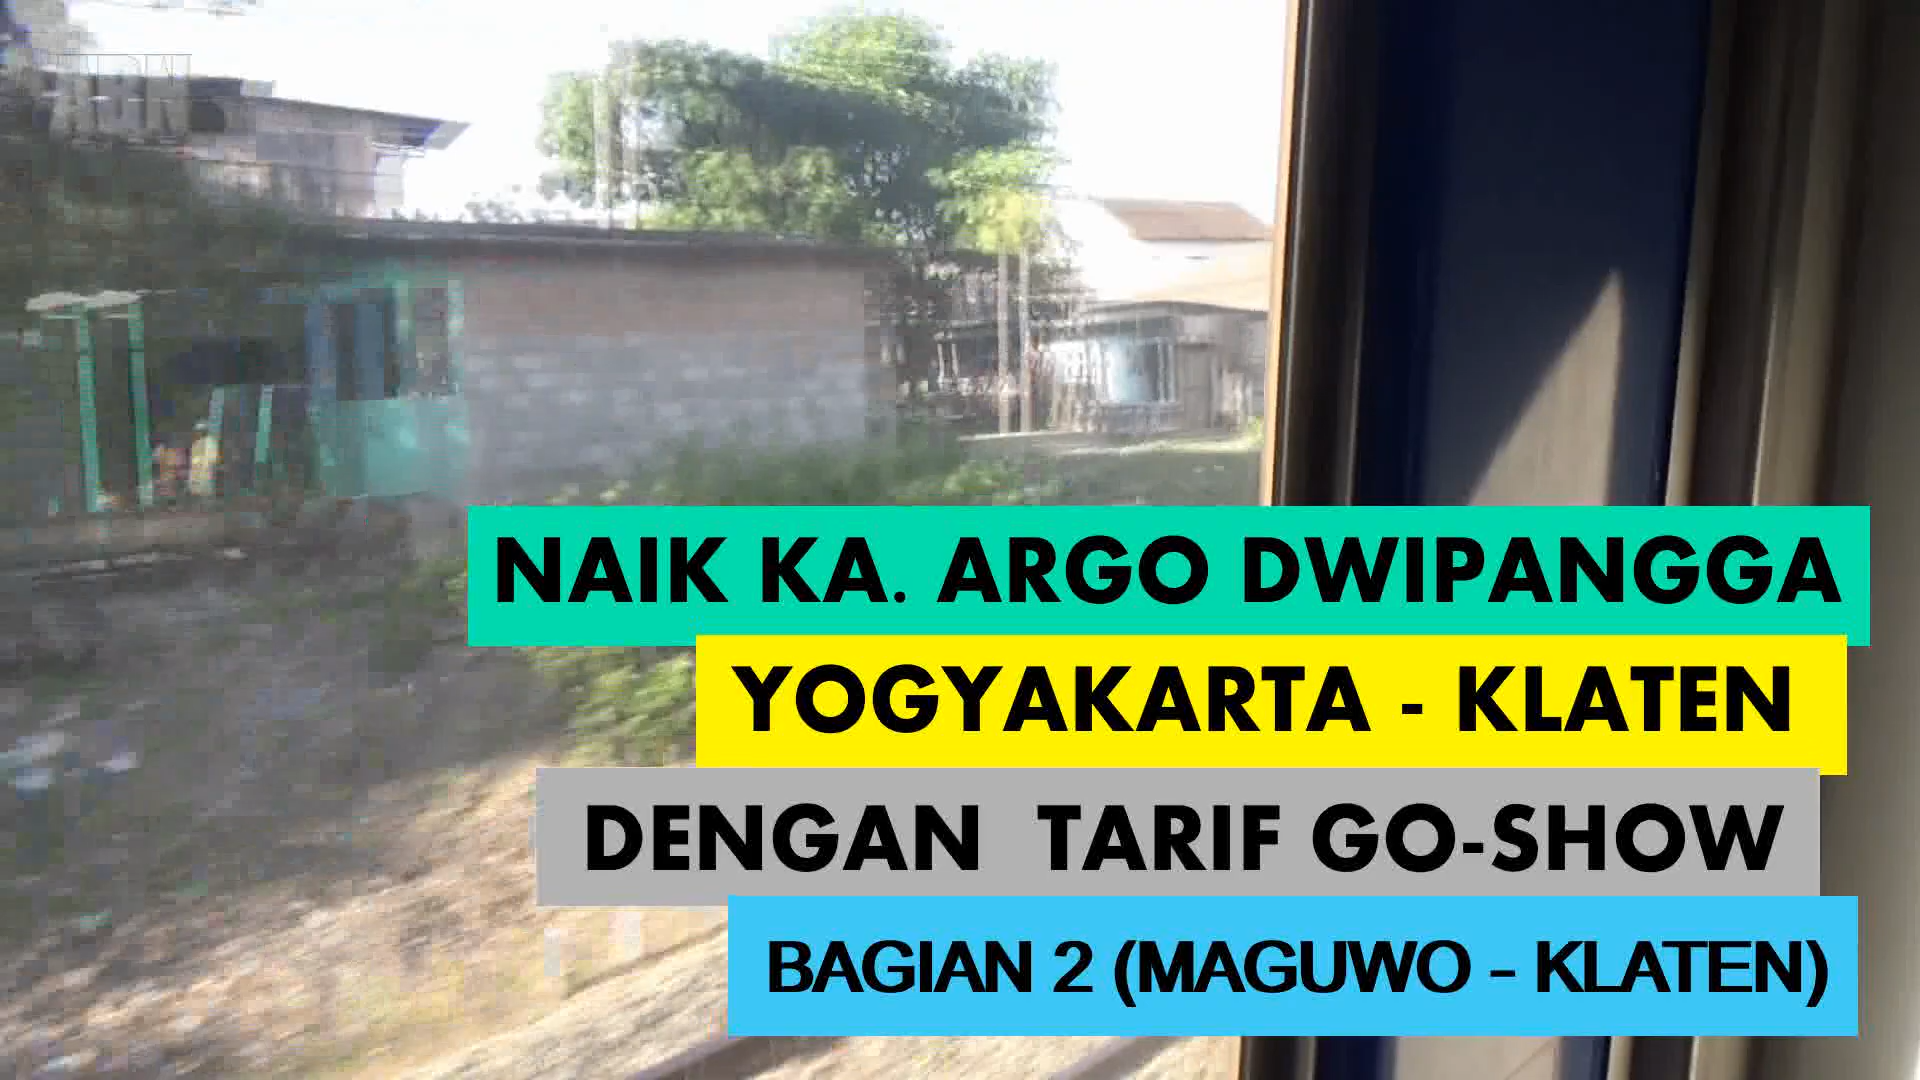 NAIK KA. ARGO DWIPANGGA
YOGYAKARTA - KLATEN
DENGAN TARIF GO-SHOW
BAGIAN 2 (MAGUWO - KLATEN)